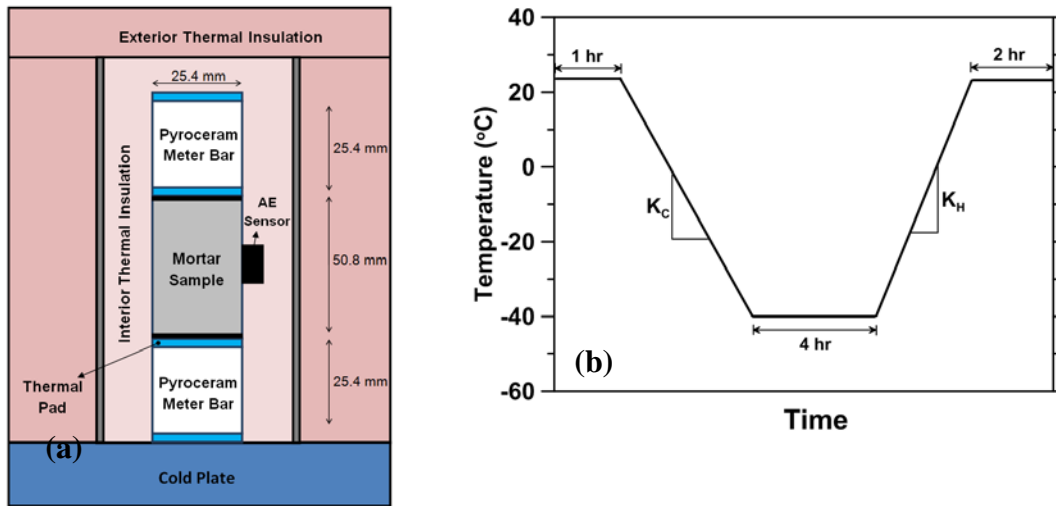 Exterior Thermal Insulation
25.4 mm
Pyroceram
Meter Bar
25.4 mm
Interior Thermal Insulation
AE
Sensor
Mortar
Sample
50.8 mm
Thermal
Pad
Pyroceram
Meter Bar
25.4 mm
(a)
Cold Plate
40
20
0
-20
-40
-60
Temperature (°C)
1 hr
2 hr
KC
KH
4 hr
(b)
Time